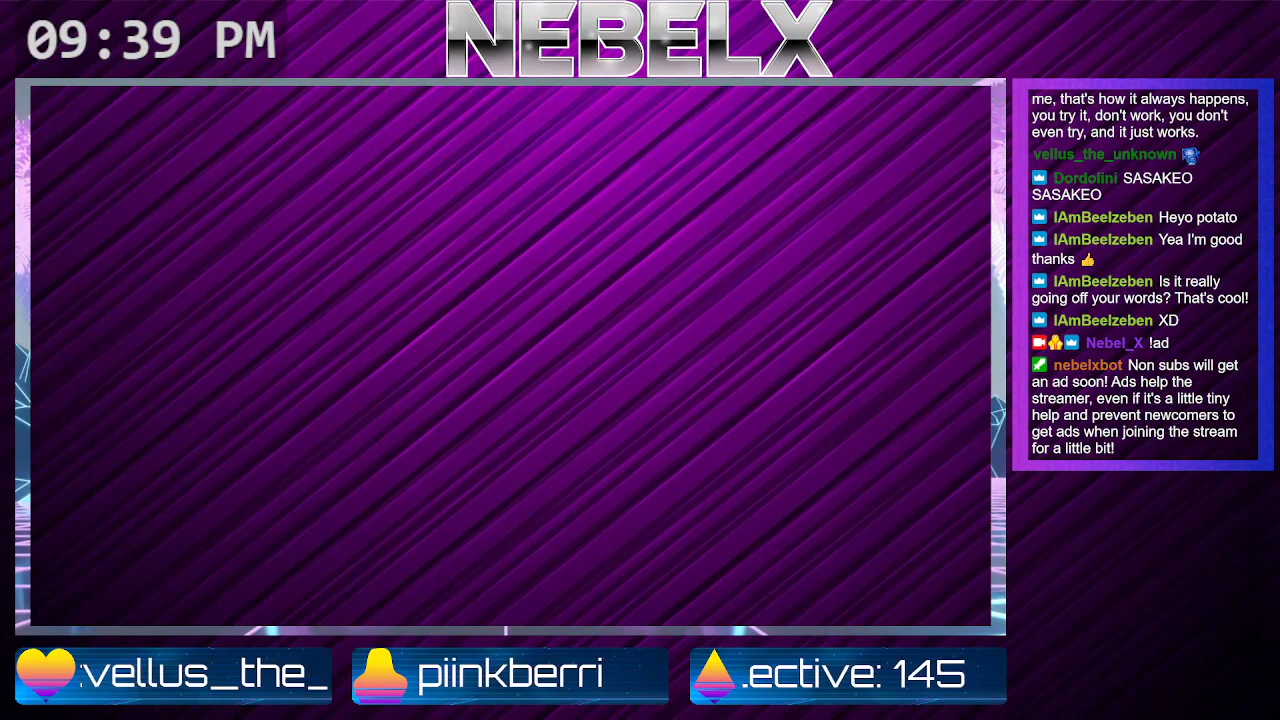 09:39 PM
NEBELX
me, that's how it always happens,
you try it, don't work, you don't
even try, and it just works.
vellus_the_unknown
Dordolini SASAKEO
SASAKEO
IAmBeelzeben Heyo potato
IAmBeelzeben Yea I'm good
thanks 👍
IAmBeelzeben Is it really
going off your words? That's cool!
IAmBeelzeben XD
Nebel_X !ad
nebelxbot Non subs will get
an ad soon! Ads help the
streamer, even if it's a little tiny
help and prevent newcomers to
get ads when joining the stream
for a little bit!
:vellus_the_
piinkberri
.ective: 145